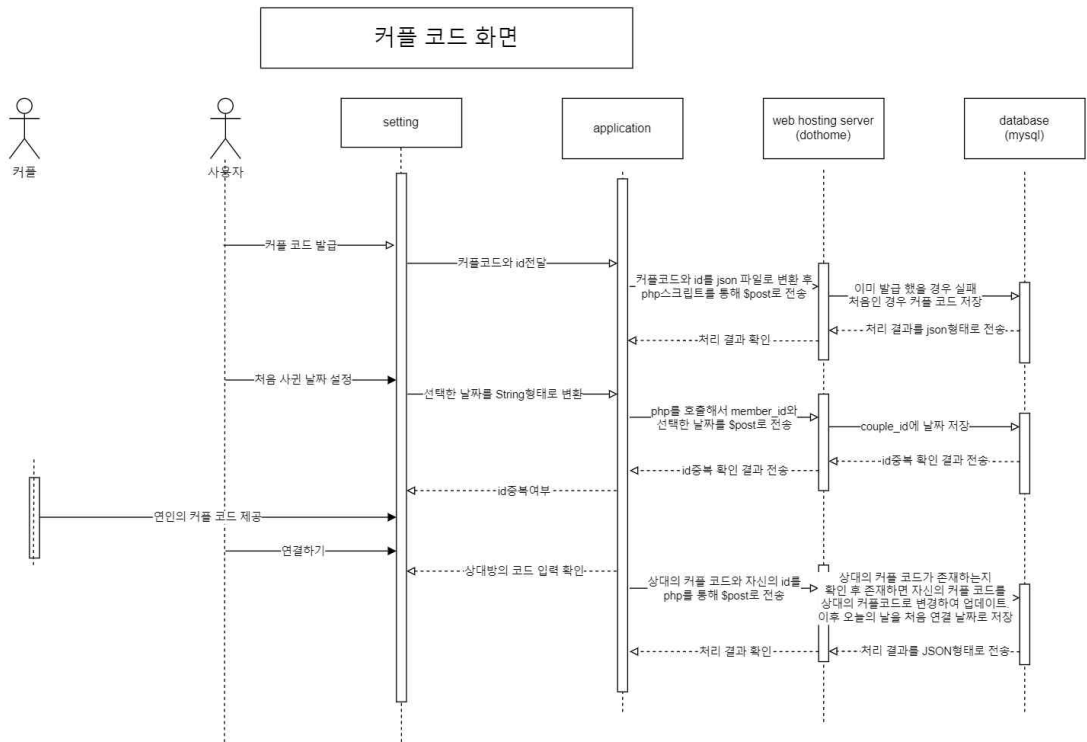 커플 코드 화면
setting
application
web hosting server
(dothome)
database
(mysql)
커플
사용자
커플 코드 발급
커플코드와 id전달
커플코드와 id를 json 파일로 변환 후
php스크립트를 통해 $post로 전송
이미 발급 했을 경우 실패
처음인 경우 커플 코드 저장
처리 결과를 json형태로 전송
처리 결과 확인
처음 사귄 날짜 설정
선택한 날짜를 String형태로 변환
php를 호출해서 member_id와
선택한 날짜를 $post로 전송
couple_id에 날짜 저장
id중복 확인 결과 전송
id중복 확인 결과 전송
id중복여부
연인의 커플 코드 제공
연결하기
상대방의 코드 입력 확인
상대의 커플 코드와 자신의 id를
php를 통해 $post로 전송
상대의 커플 코드가 존재하는지
확인 후 존재하면 자신의 커플 코드를
상대의 커플코드로 변경하여 업데이트.
이후 오늘의 날을 처음 연결 날짜로 저장
처리 결과를 JSON형태로 전송
처리 결과 확인